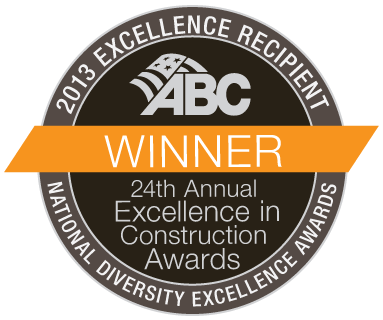 2013 EXCELLENCE RECIPIENT
ABC
WINNER
24th Annual
Excellence in
Construction
Awards
NATIONAL DIVERSITY EXCELLENCE AWARDS